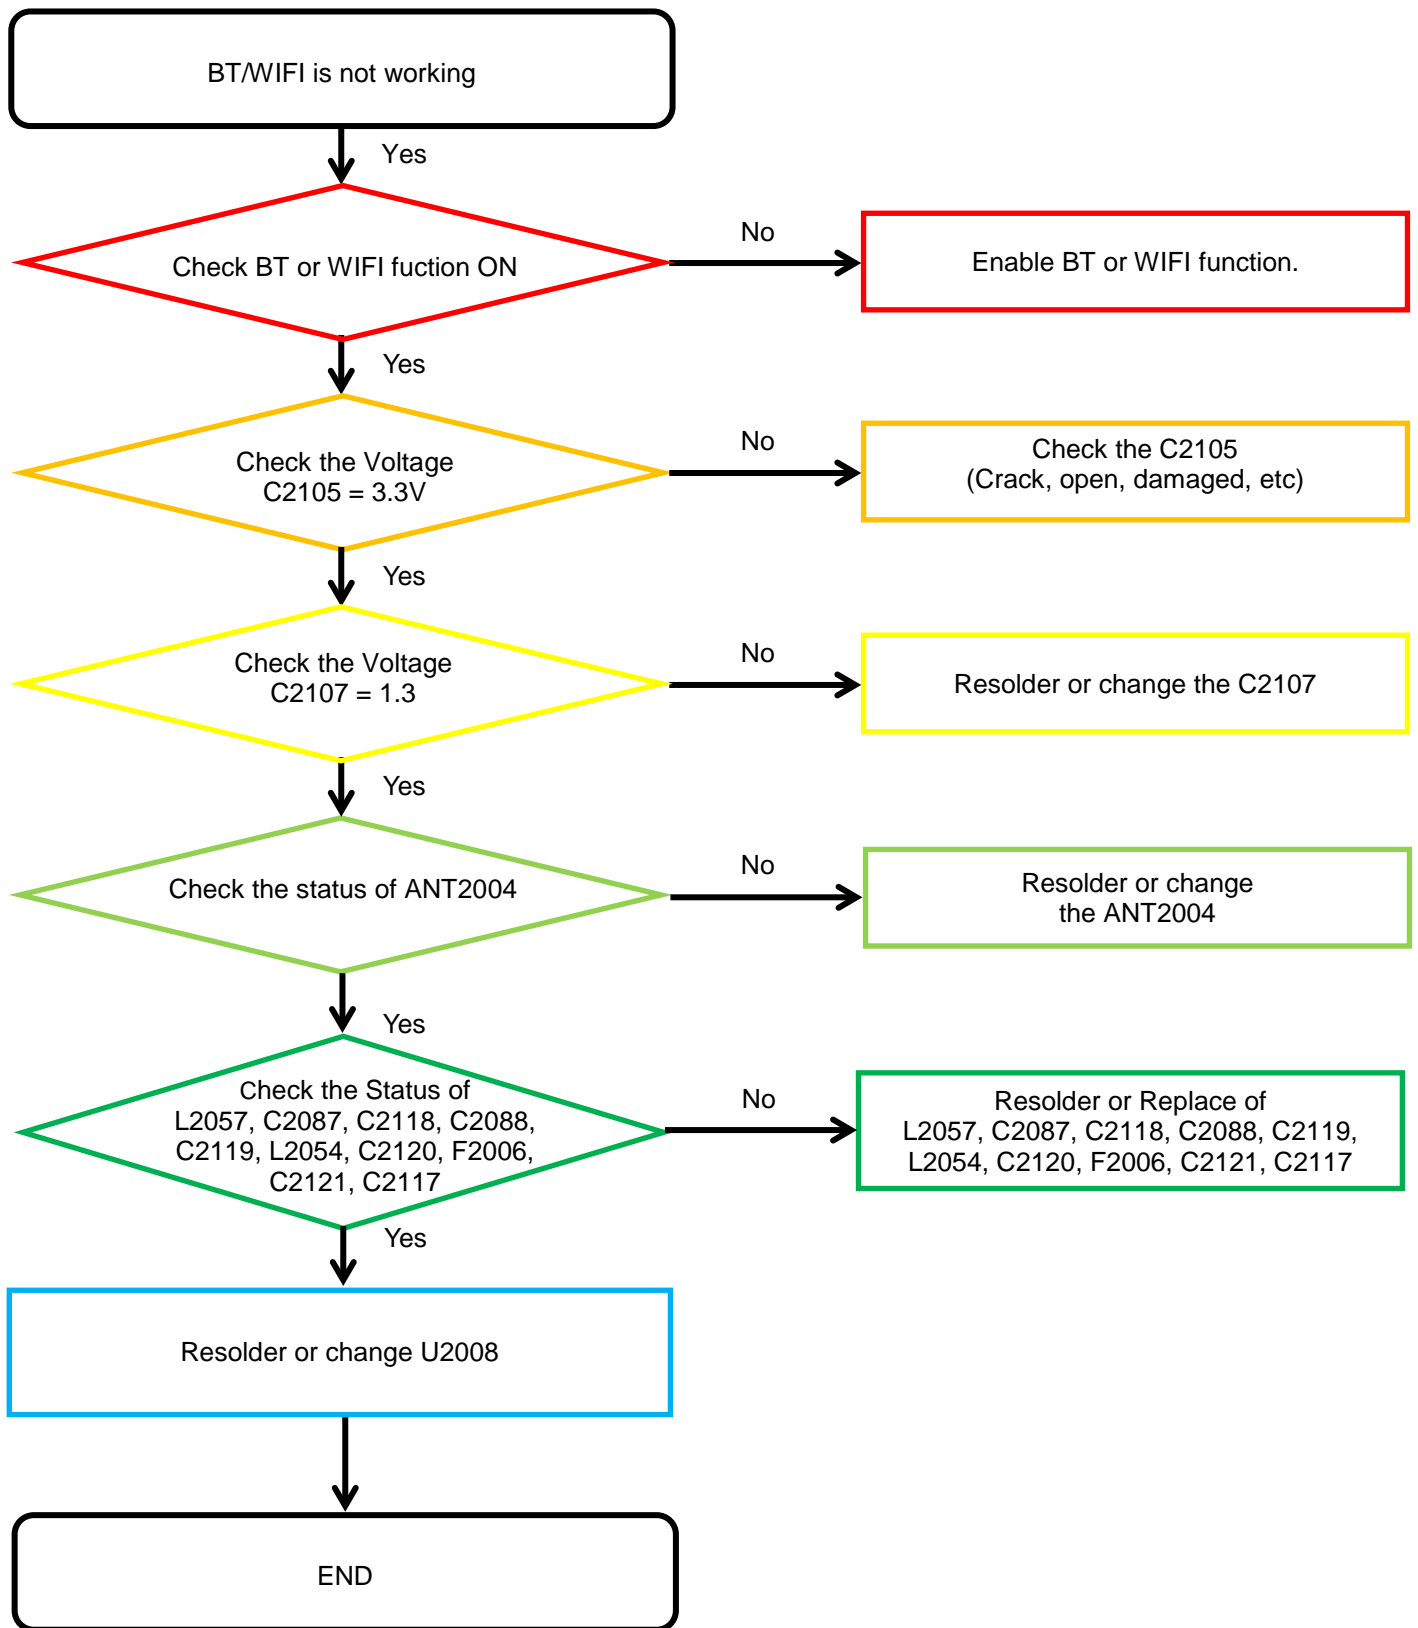 BT/WIFI is not working
Yes
Check BT or WIFI fuction ON
No
Enable BT or WIFI function.
Yes
Check the Voltage
C2105 = 3.3V
No
Check the C2105
(Crack, open, damaged, etc)
Yes
Check the Voltage
C2107 = 1.3
No
Resolder or change the C2107
Yes
Check the status of ANT2004
No
Resolder or change
the ANT2004
Yes
Check the Status of
L2057, C2087, C2118, C2088,
C2119, L2054, C2120, F2006,
C2121, C2117
No
Resolder or Replace of
L2057, C2087, C2118, C2088, C2119,
L2054, C2120, F2006, C2121, C2117
Yes
Resolder or change U2008
END